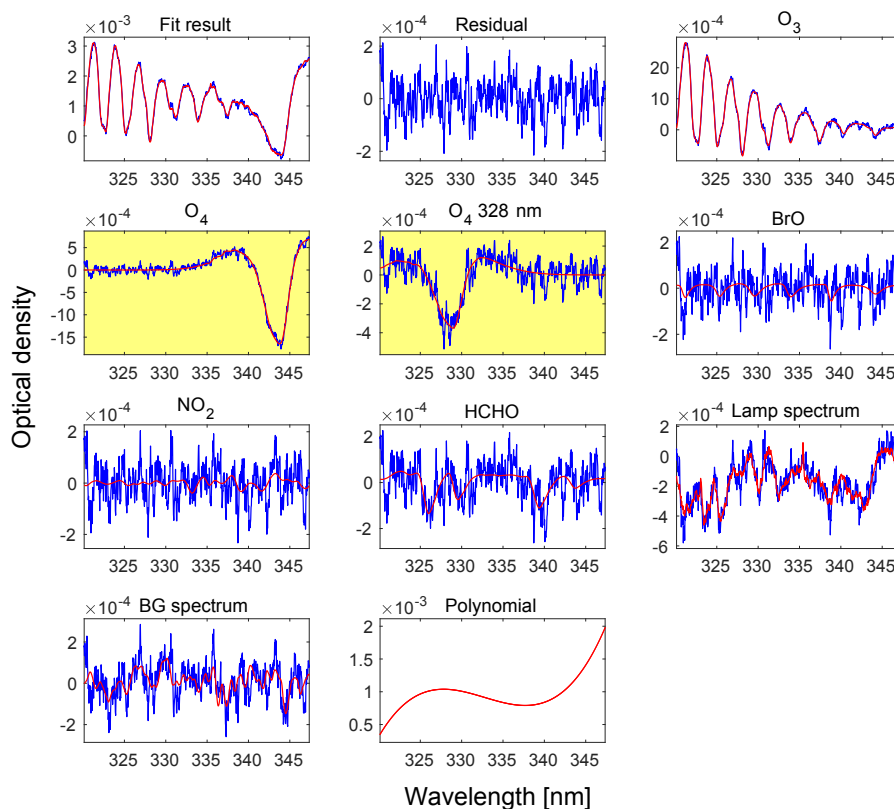 Fit result
×10⁻³
3
2
1
0
325 330 335 340 345
Residual
×10⁻⁴
2
0
-2
-4
325 330 335 340 345
O₃
×10⁻⁴
20
10
0
325 330 335 340 345
O₄
×10⁻⁴
5
0
-5
-10
-15
325 330 335 340 345
O₄ 328 nm
×10⁻⁴
2
0
-2
-4
325 330 335 340 345
BrO
×10⁻⁴
2
0
-2
325 330 335 340 345
NO₂
×10⁻⁴
2
0
-2
325 330 335 340 345
HCHO
×10⁻⁴
2
0
-2
325 330 335 340 345
Lamp spectrum
×10⁻⁴
0
-2
-4
-6
325 330 335 340 345
BG spectrum
×10⁻⁴
2
0
-2
325 330 335 340 345
Polynomial
×10⁻³
2
1.5
1
0.5
325 330 335 340 345
Optical density
Wavelength [nm]